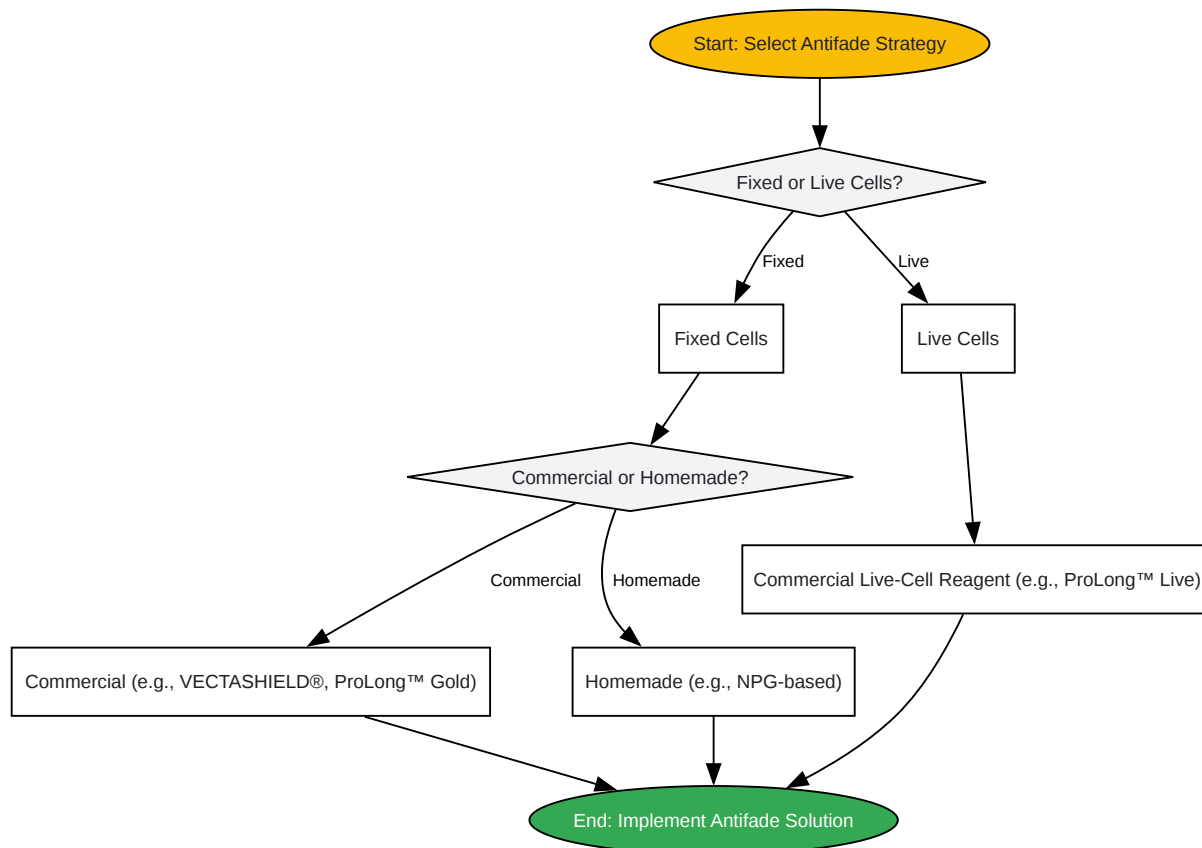 Start: Select Antifade Strategy
Fixed or Live Cells?
Fixed
Live
Fixed Cells
Live Cells
Commercial or Homemade?
Commercial
Homemade
Commercial Live-Cell Reagent (e.g., ProLong™ Live)
Commercial (e.g., VECTASHIELD®, ProLong™ Gold)
Homemade (e.g., NPG-based)
End: Implement Antifade Solution